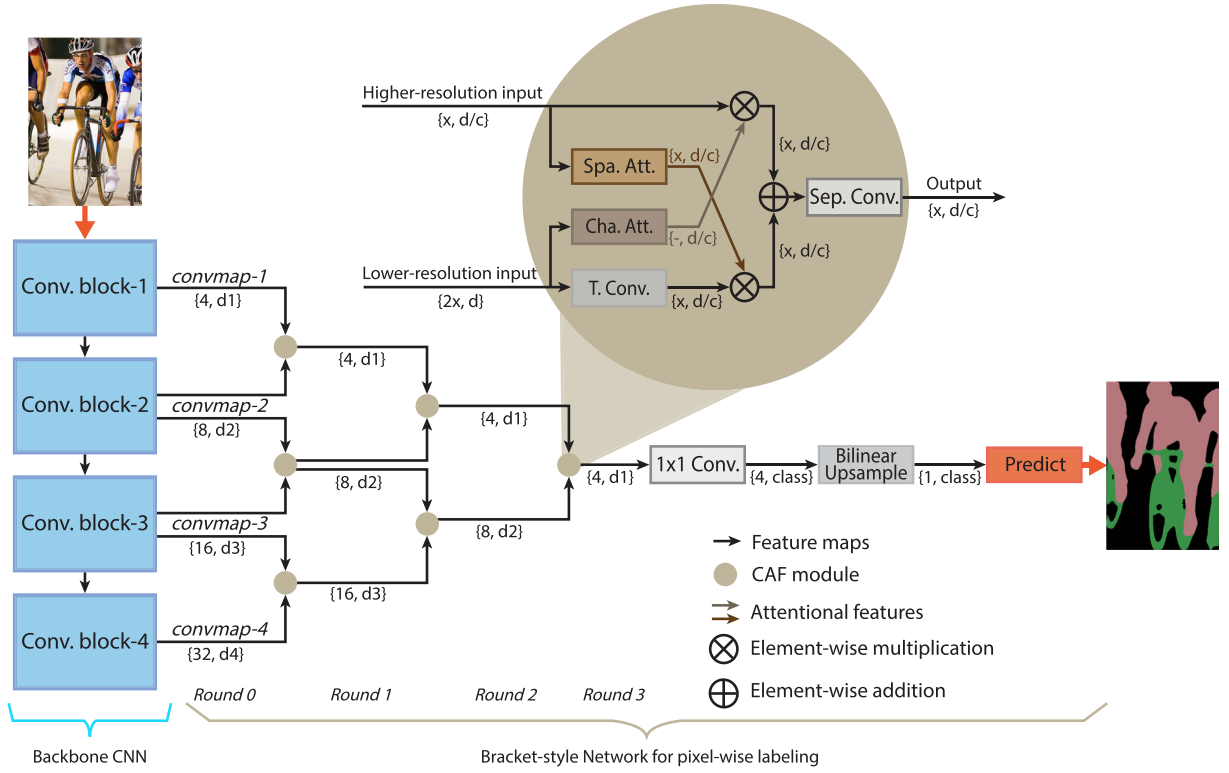 Higher-resolution input
{x, d/c}
{x, d/c}
Spa. Att.
{x, d/c}
Sep. Conv.
Output
{x, d/c}
Cha. Att.
{-, d/c}
Lower-resolution input
{2x, d}
T. Conv.
{x, d/c}
{x, d/c}
Conv. block-1
convmap-1
{4, d1}
{4, d1}
Conv. block-2
convmap-2
{8, d2}
{4, d1}
{8, d2}
{4, d1}
1x1 Conv.
{4, class}
Bilinear
Upsample
{1, class}
Predict
Conv. block-3
convmap-3
{16, d3}
{8, d2}
{16, d3}
Conv. block-4
convmap-4
{32, d4}
Feature maps
CAF module
Attentional features
Element-wise multiplication
Element-wise addition
Round 0
Round 1
Round 2
Round 3
Backbone CNN
Bracket-style Network for pixel-wise labeling